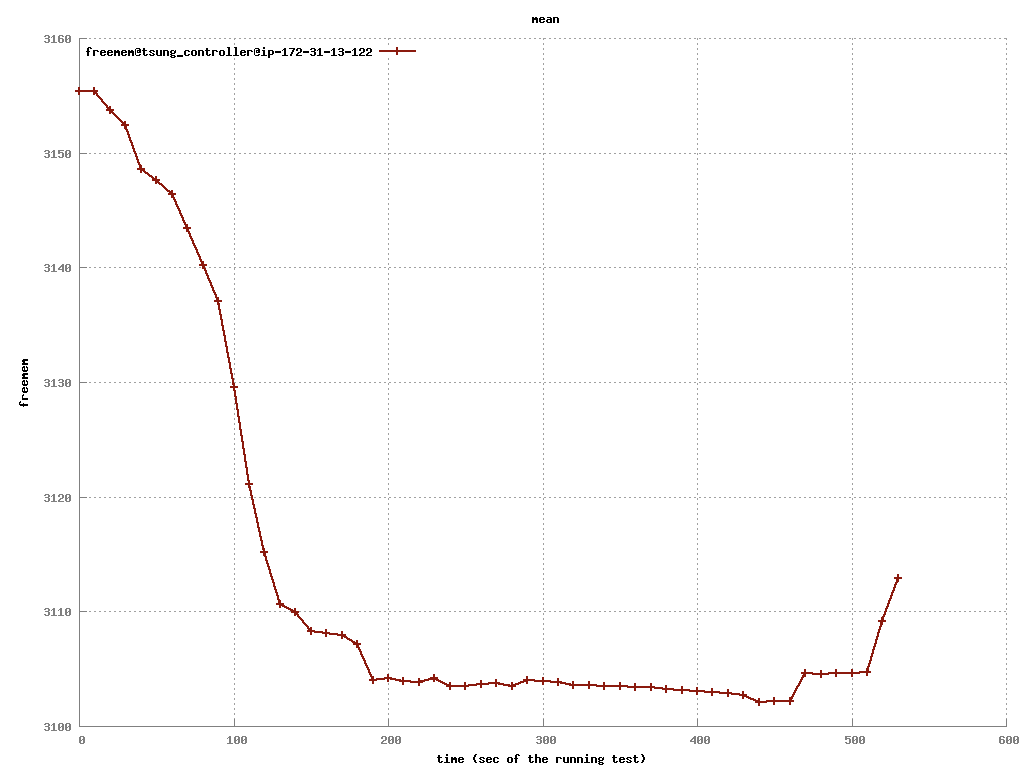 mean
3160
freemem@tsung_controller@ip-172-31-13-122
3150
3140
3130
3120
3110
3100
freemem
0 100 200 300 400 500 600
time (sec of the running test)